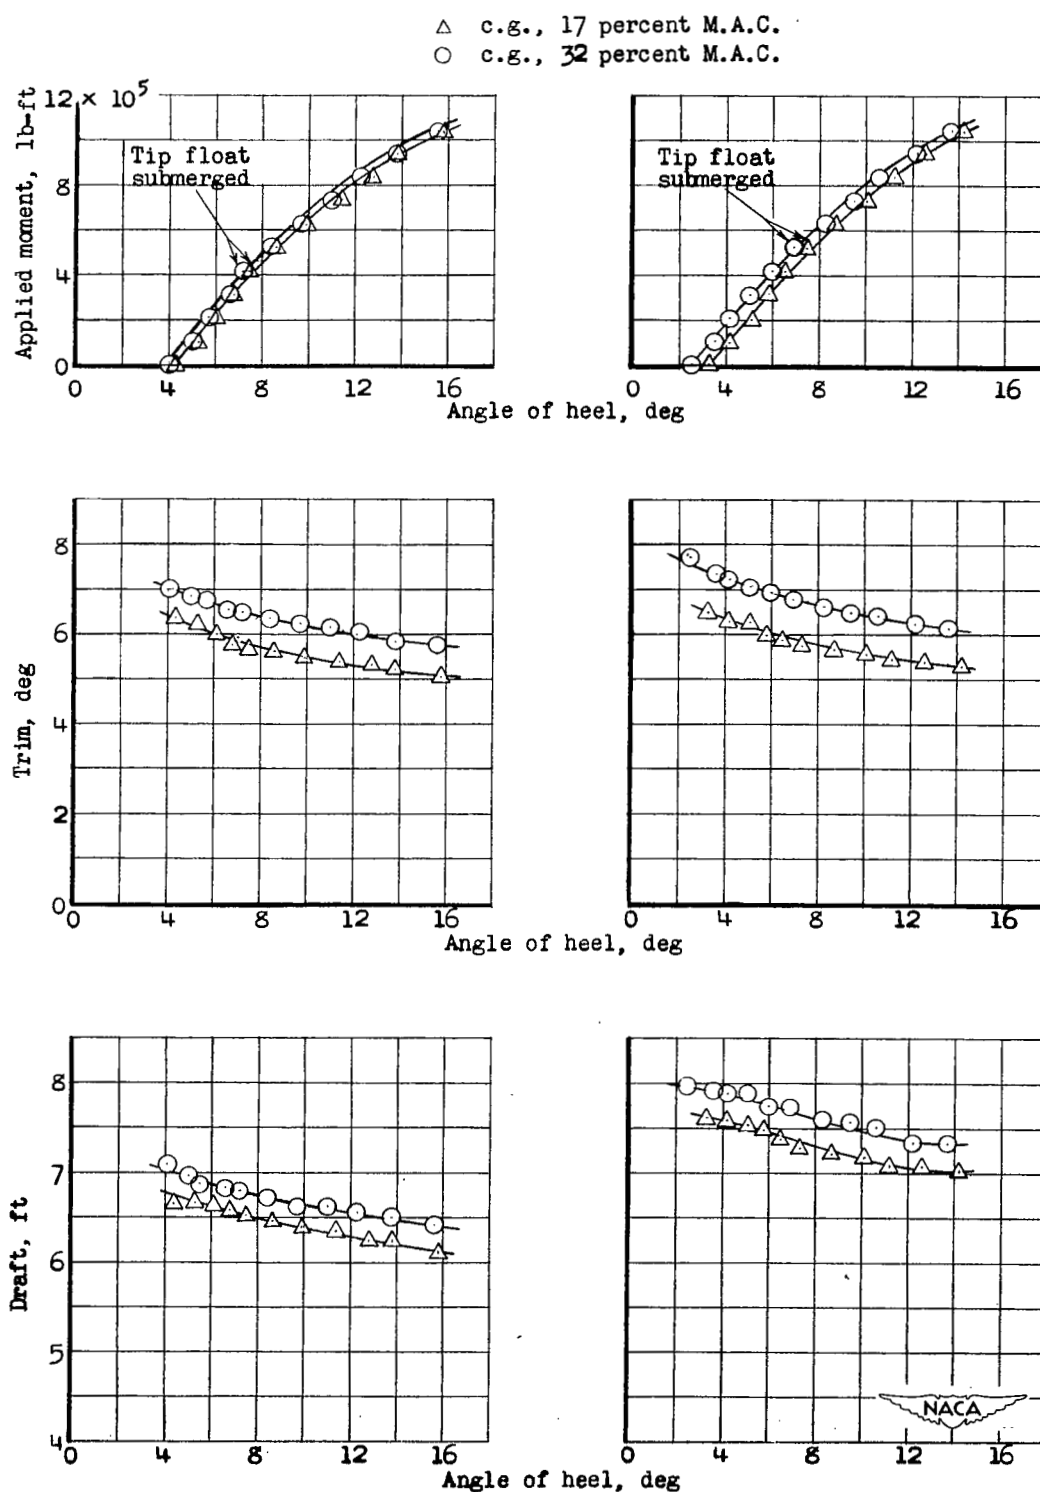 △ c.g., 17 percent M.A.C.
○ c.g., 32 percent M.A.C.
Applied moment, lb-ft
12 × 10⁵
8
4
0
Tip float
submerged
0 4 8 12 16
Tip float
submerged
0 4 8 12 16
Angle of heel, deg
Trim, deg
8
6
4
2
0
0 4 8 12 16
0 4 8 12 16
Angle of heel, deg
Draft, ft
8
7
6
5
4
0 4 8 12 16
NACA
0 4 8 12 16
Angle of heel, deg